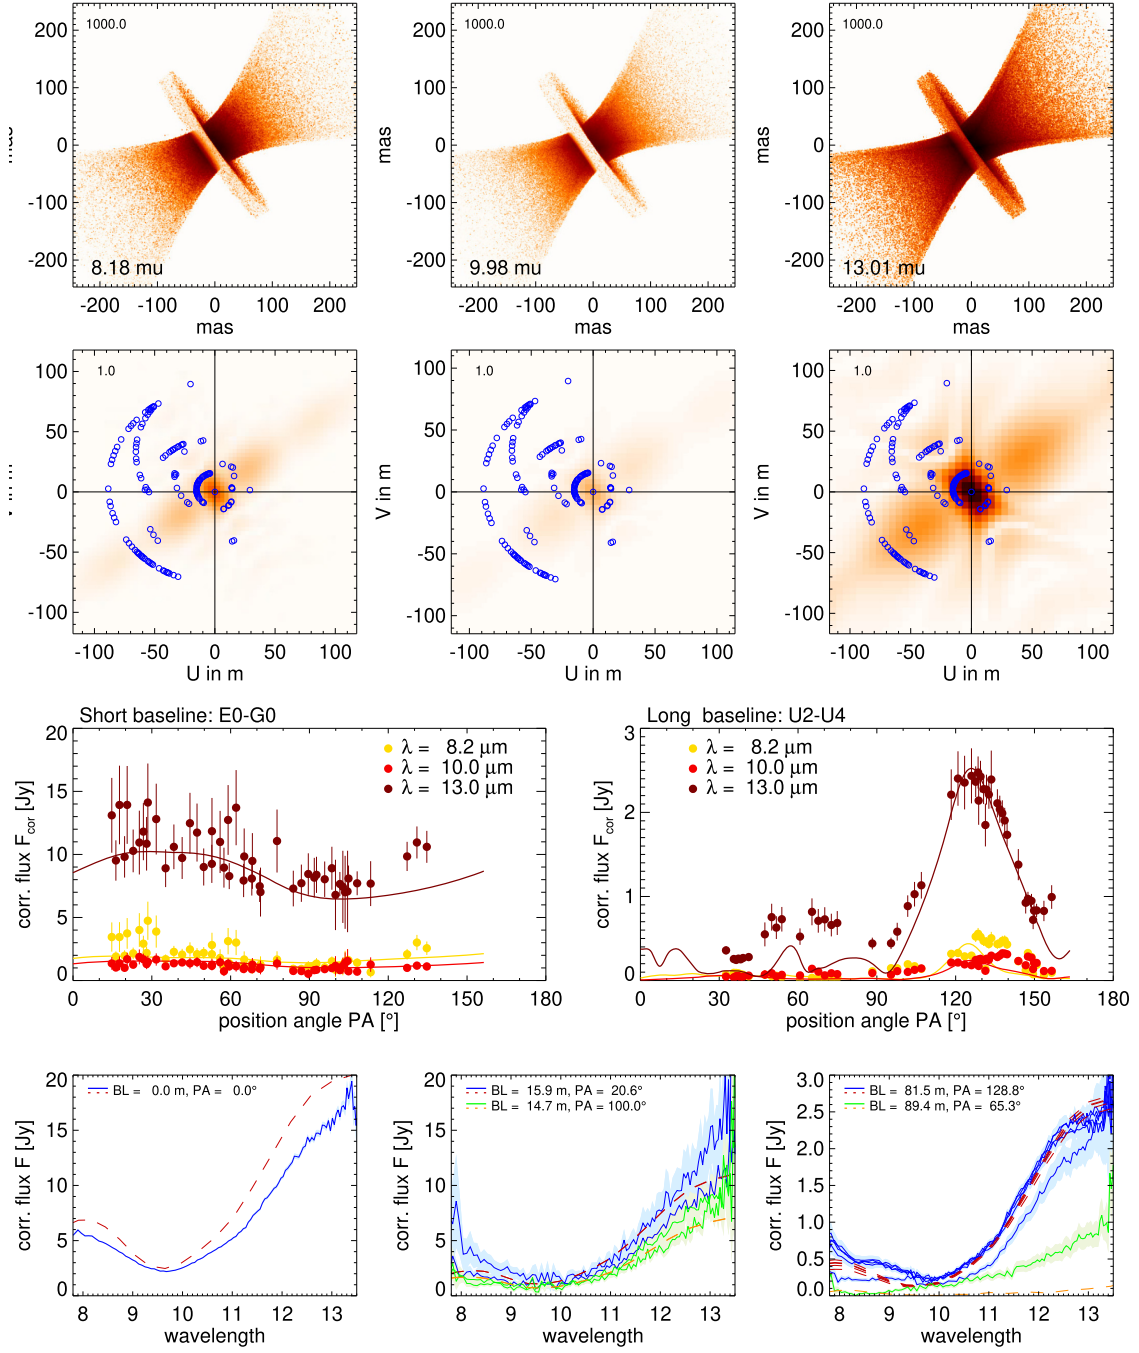 1000.0
1000.0
1000.0
200
100
0
-100
-200
mas
8.18 mu
-200 -100 0 100 200
mas
200
100
0
-100
-200
mas
9.98 mu
-200 -100 0 100 200
mas
200
100
0
-100
-200
mas
13.01 mu
-200 -100 0 100 200
mas
1.0
100
50
0
-50
-100
V in m
-100 -50 0 50 100
U in m
1.0
100
50
0
-50
-100
V in m
-100 -50 0 50 100
U in m
1.0
100
50
0
-50
-100
V in m
-100 -50 0 50 100
U in m
Short baseline: E0-G0
λ = 8.2 μm
λ = 10.0 μm
λ = 13.0 μm
20
15
10
5
0
corr. flux F_cor [Jy]
0 30 60 90 120 150 180
position angle PA [°]
Long baseline: U2-U4
λ = 8.2 μm
λ = 10.0 μm
λ = 13.0 μm
3
2
1
0
corr. flux F_cor [Jy]
0 30 60 90 120 150 180
position angle PA [°]
BL = 0.0 m, PA = 0.0°
20
15
10
5
0
corr. flux F [Jy]
8 9 10 11 12 13
wavelength
BL = 15.9 m, PA = 20.6°
BL = 14.7 m, PA = 100.0°
20
15
10
5
0
corr. flux F [Jy]
8 9 10 11 12 13
wavelength
BL = 81.5 m, PA = 128.8°
BL = 89.4 m, PA = 65.3°
3.0
2.5
2.0
1.5
1.0
0.5
0.0
corr. flux F [Jy]
8 9 10 11 12 13
wavelength